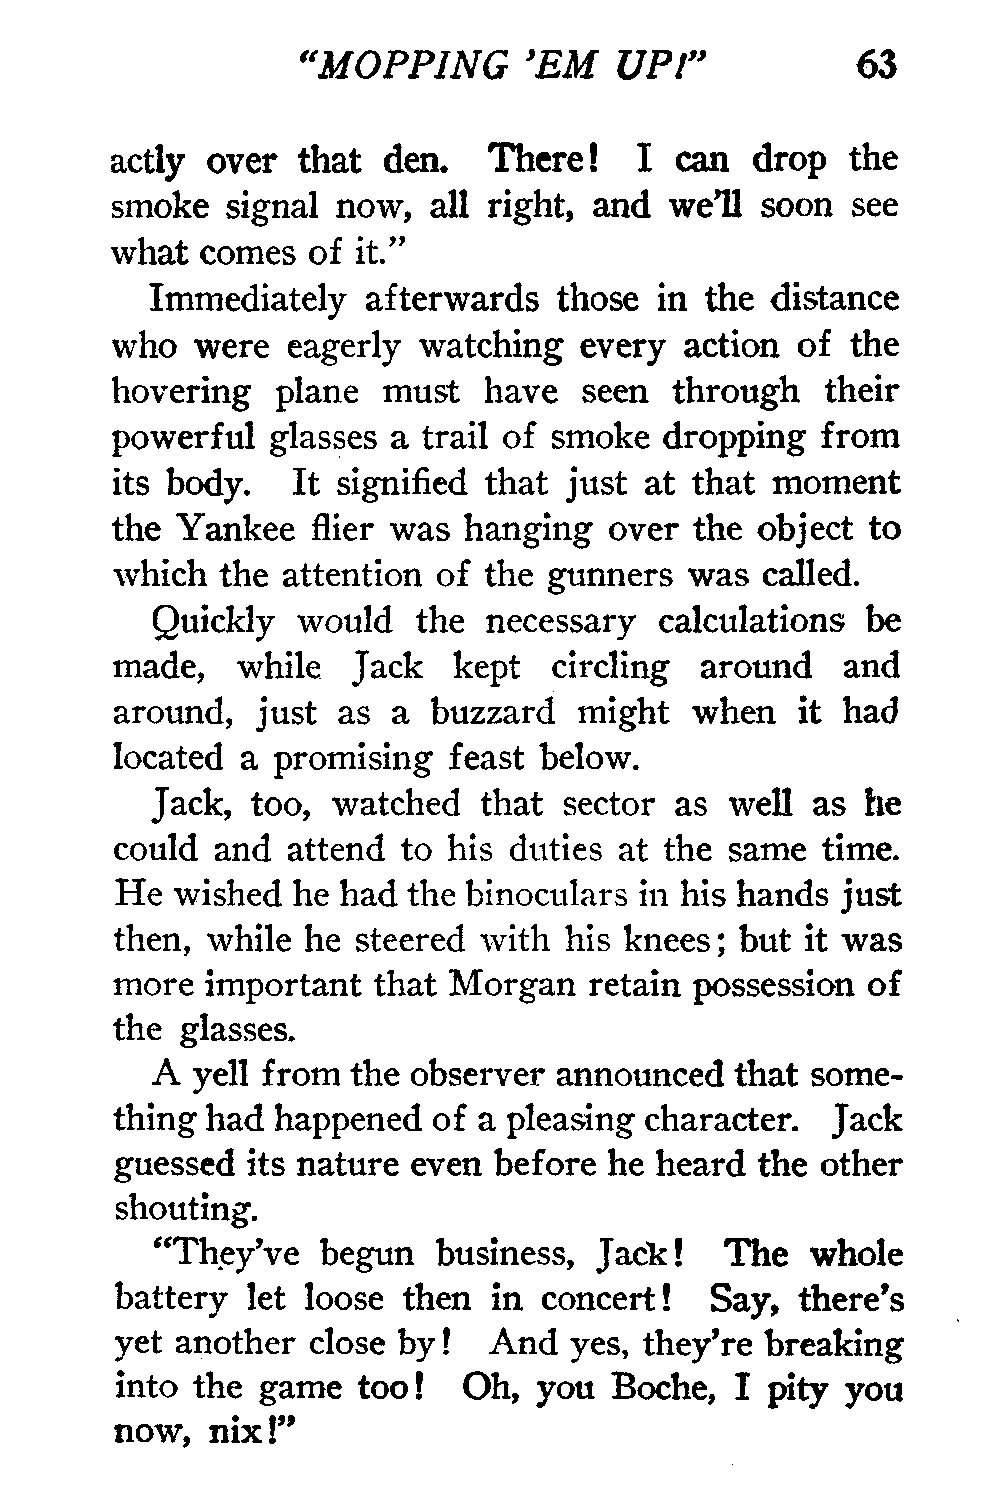 "MOPPING 'EM UP!" 63
actly over that den. There! I can drop the
smoke signal now, all right, and we'll soon see
what comes of it."
Immediately afterwards those in the distance
who were eagerly watching every action of the
hovering plane must have seen through their
powerful glasses a trail of smoke dropping from
its body. It signified that just at that moment
the Yankee flier was hanging over the object to
which the attention of the gunners was called.
Quickly would the necessary calculations be
made, while Jack kept circling around and
around, just as a buzzard might when it had
located a promising feast below.
Jack, too, watched that sector as well as he
could and attend to his duties at the same time.
He wished he had the binoculars in his hands just
then, while he steered with his knees; but it was
more important that Morgan retain possession of
the glasses.
A yell from the observer announced that some-
thing had happened of a pleasing character. Jack
guessed its nature even before he heard the other
shouting.
"They've begun business, Jack! The whole
battery let loose then in concert! Say, there's
yet another close by! And yes, they're breaking
into the game too! Oh, you Boche, I pity you
now, nix!"